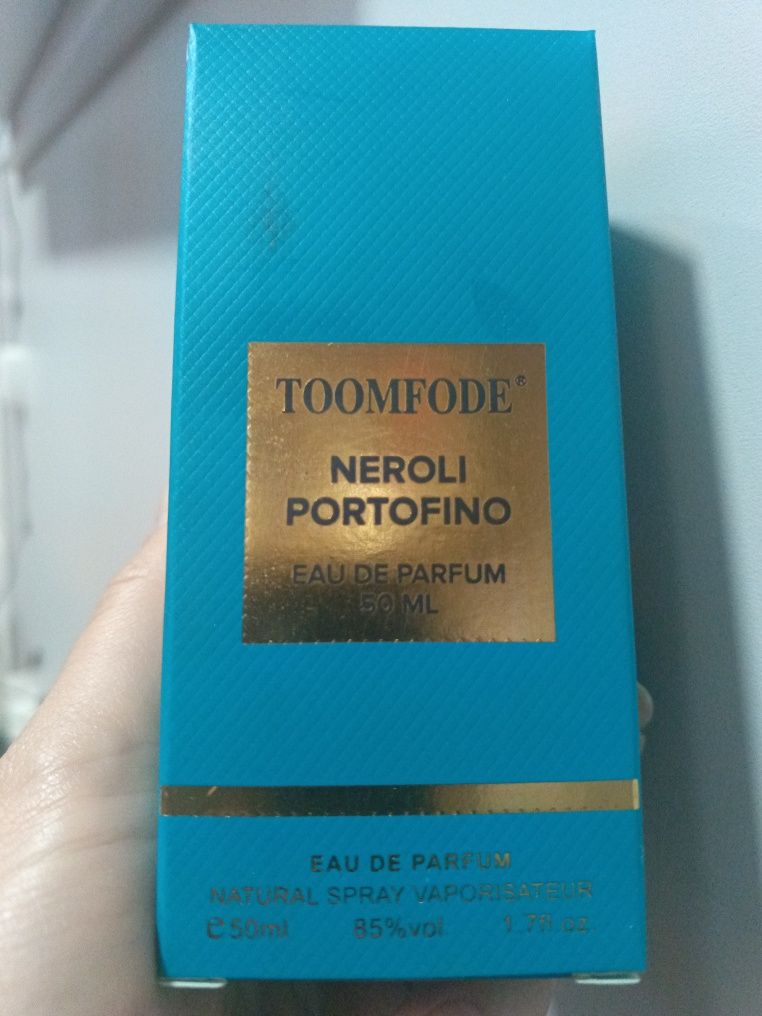 TOOMFODE®
NEROLI
PORTOFINO
EAU DE PARFUM
50 ML
EAU DE PARFUM
NATURAL SPRAY VAPORISATEUR
℮50ml 85%vol 1.7fl.oz.